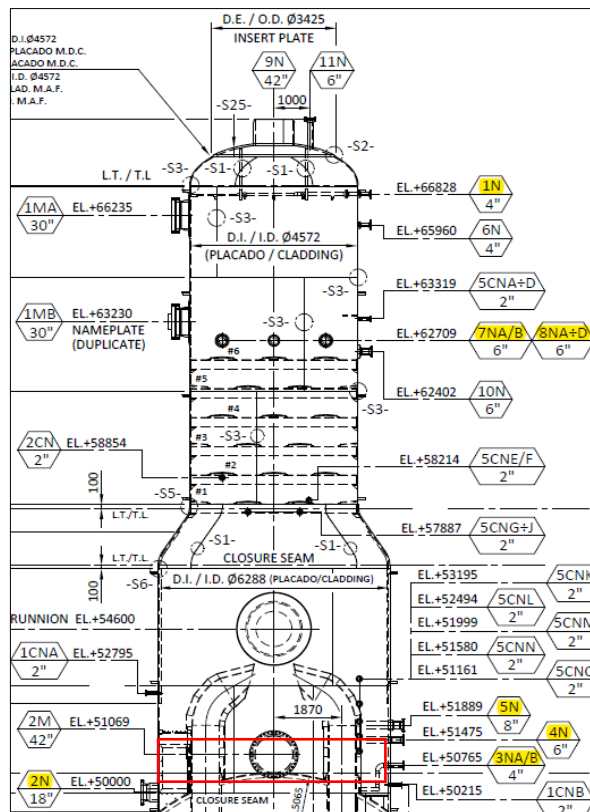 D.E / O.D. Ø3425
INSERT PLATE
D.I.Ø4572
PLACADO M.D.C.
ACADO M.D.C.
I.D. Ø4572
LAD. M.A.F.
. M.A.F.
9N
42"
11N
6"
1000
-S25-
-S2-
-S3-
-S1-
-S1-
L.T. / T.L
EL.+66828
1N
4"
1MA
30"
EL.+66235
-S3-
EL.+65960
6N
4"
D.I. / I.D. Ø4572
(PLACADO / CLADDING)
-S3-
EL.+63319
5CNA÷D
2"
1MB
30"
EL.+63230
NAMEPLATE
(DUPLICATE)
-S3-
EL.+62709
7NA/B
6"
8NA÷D
6"
#6
#5
EL.+62402
10N
6"
#4
-S3-
#3
-S3-
2CN
2"
EL.+58854
#2
EL.+58214
5CNE/F
2"
100
-S5-
#1
L.T./T.L
EL.+57887
5CNG÷J
2"
-S1-
-S1-
L.T./T.L
CLOSURE SEAM
100
-S6-
D.I. / I.D. Ø6288 (PLACADO/CLADDING)
EL.+53195
5CNK
2"
EL.+52494
5CNL
2"
RUNNION EL.+54600
EL.+51999
5CNM
2"
EL.+51580
5CNN
2"
1CNA
2"
EL.+52795
EL.+51161
2"
1870
EL.+51889
5N
8"
2M
42"
EL.+51069
EL.+51475
4N
6"
EL.+50765
3NA/B
4"
2N
18"
EL.+50000
EL.+50215
1CNB
2"
CLOSURE SEAM
5065